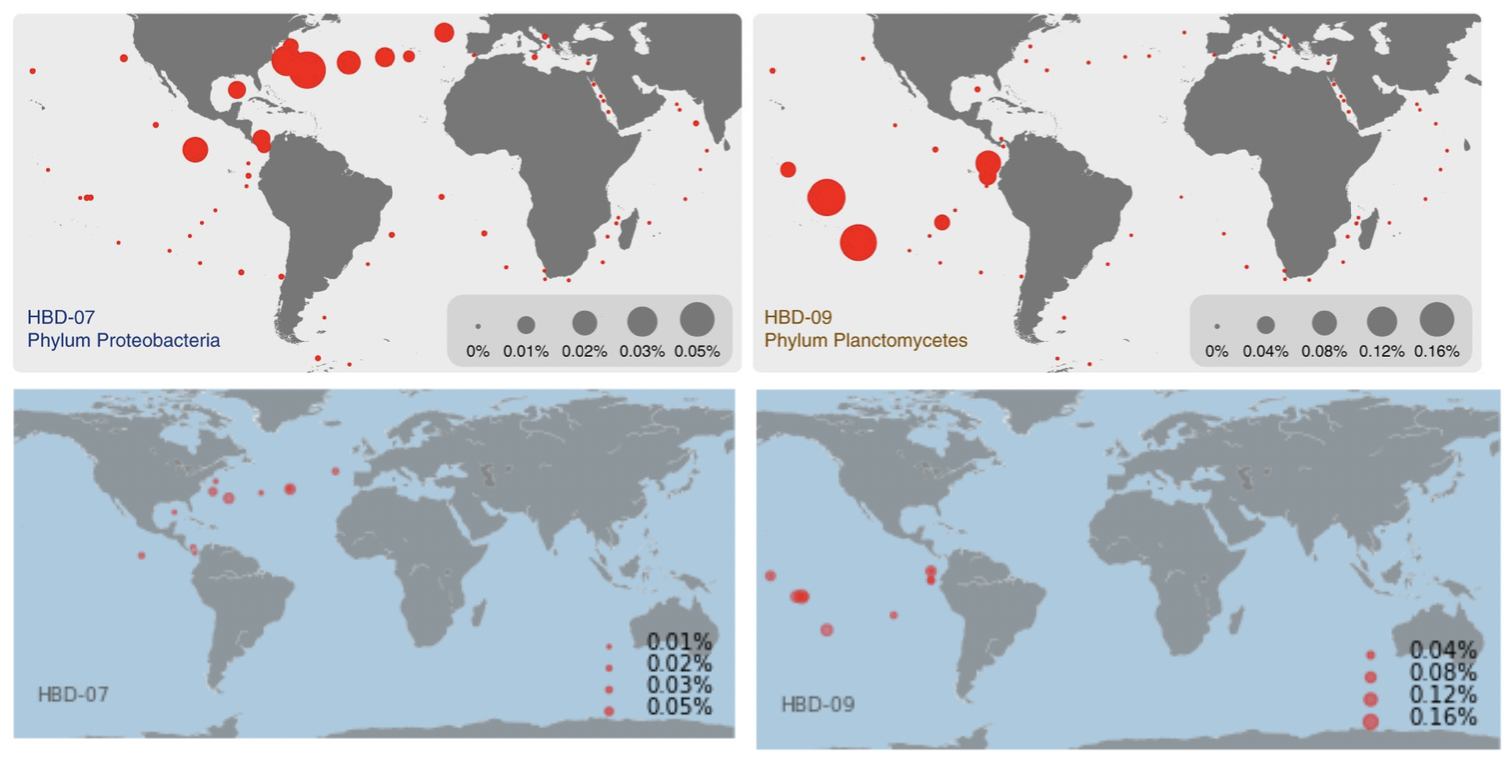 HBD-07
Phylum Proteobacteria
0% 0.01% 0.02% 0.03% 0.05%
HBD-09
Phylum Planctomycetes
0% 0.04% 0.08% 0.12% 0.16%
HBD-07
0.01%
0.02%
0.03%
0.05%
HBD-09
0.04%
0.08%
0.12%
0.16%